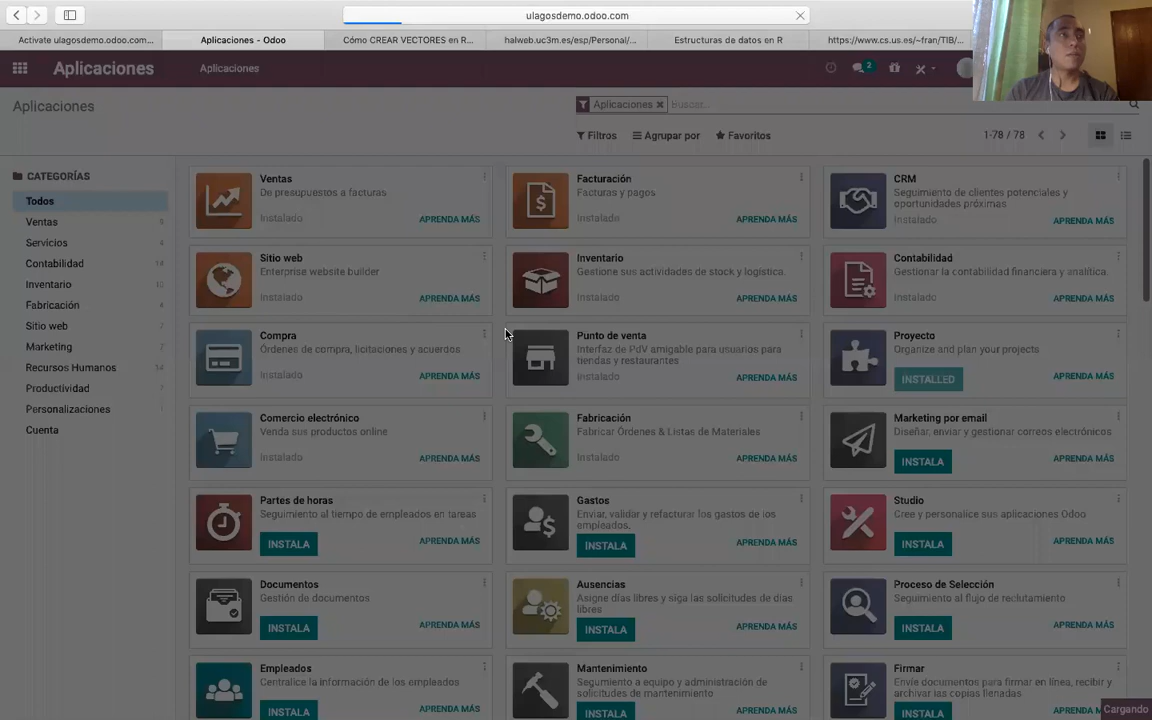 ulagosdemo.odoo.com
Activate ulagosdemo.odoo.com...
Aplicaciones - Odoo
Cómo CREAR VECTORES en R...
halweb.uc3m.es/esp/Personal/...
Estructuras de datos en R
https://www.cs.us.es/~fran/TIB/...
Aplicaciones
Aplicaciones
2
Aplicaciones
Aplicaciones
Buscar...
Filtros
Agrupar por
Favoritos
1-78 / 78
CATEGORÍAS
Todos
Ventas 5
Servicios 4
Contabilidad 14
Inventario 10
Fabricación 4
Sitio web 7
Marketing 7
Recursos Humanos 14
Productividad 7
Personalizaciones 1
Cuenta
Ventas
De presupuestos a facturas
Instalado
APRENDA MÁS
Facturación
Facturas y pagos
Instalado
APRENDA MÁS
CRM
Seguimiento de clientes potenciales y
oportunidades próximas
Instalado
APRENDA MÁS
Sitio web
Enterprise website builder
Instalado
APRENDA MÁS
Inventario
Gestione sus actividades de stock y logística.
Instalado
APRENDA MÁS
Contabilidad
Gestionar la contabilidad financiera y analítica.
Instalado
APRENDA MÁS
Compra
Órdenes de compra, licitaciones y acuerdos
Instalado
APRENDA MÁS
Punto de venta
Interfaz de PdV amigable para usuarios para
tiendas y restaurantes
Instalado
APRENDA MÁS
Proyecto
Organize and plan your projects
INSTALLED
APRENDA MÁS
Comercio electrónico
Venda sus productos online
Instalado
APRENDA MÁS
Fabricación
Fabricar Órdenes & Listas de Materiales
Instalado
APRENDA MÁS
Marketing por email
Diseñar, enviar y gestionar correos electrónicos
INSTALA
APRENDA MÁS
Partes de horas
Seguimiento al tiempo de empleados en tareas
INSTALA
APRENDA MÁS
Gastos
Enviar, validar y refacturar los gastos de los
empleados.
INSTALA
APRENDA MÁS
Studio
Cree y personalice sus aplicaciones Odoo
INSTALA
APRENDA MÁS
Documentos
Gestión de documentos
INSTALA
APRENDA MÁS
Ausencias
Asigne días libres y siga las solicitudes de días
libres
INSTALA
APRENDA MÁS
Proceso de Selección
Seguimiento al flujo de reclutamiento
INSTALA
APRENDA MÁS
Empleados
Centralice la información de los empleados
INSTALA
APRENDA MÁS
Mantenimiento
Seguimiento a equipo y administración de
solicitudes de mantenimiento
INSTALA
APRENDA MÁS
Firmar
Envíe documentos para firmar en línea, recibir y
archivar las copias llenadas
INSTALA
APRENDA MÁS
Cargando